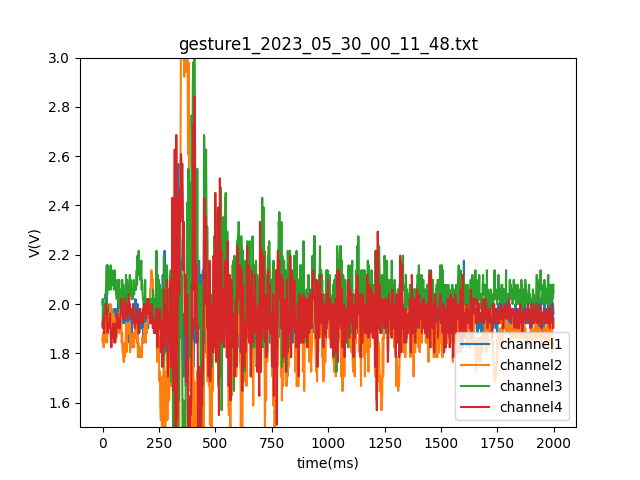 gesture1_2023_05_30_00_11_48.txt
3.0
2.8
2.6
2.4
2.2
2.0
1.8
1.6
V(V)
0 250 500 750 1000 1250 1500 1750 2000
time(ms)
channel1
channel2
channel3
channel4